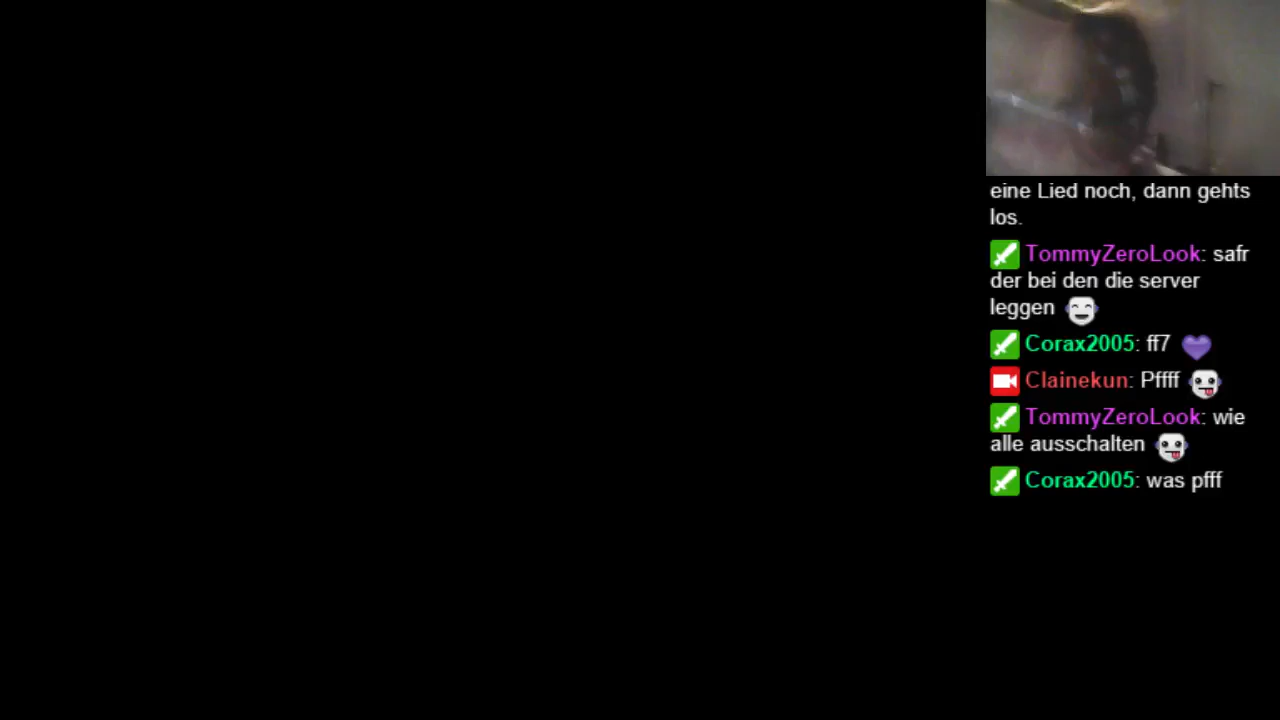 eine Lied noch, dann gehts
los.
TommyZeroLook: safr
der bei den die server
leggen
Corax2005: ff7
Clainekun: Pffff
TommyZeroLook: wie
alle ausschalten
Corax2005: was pfff